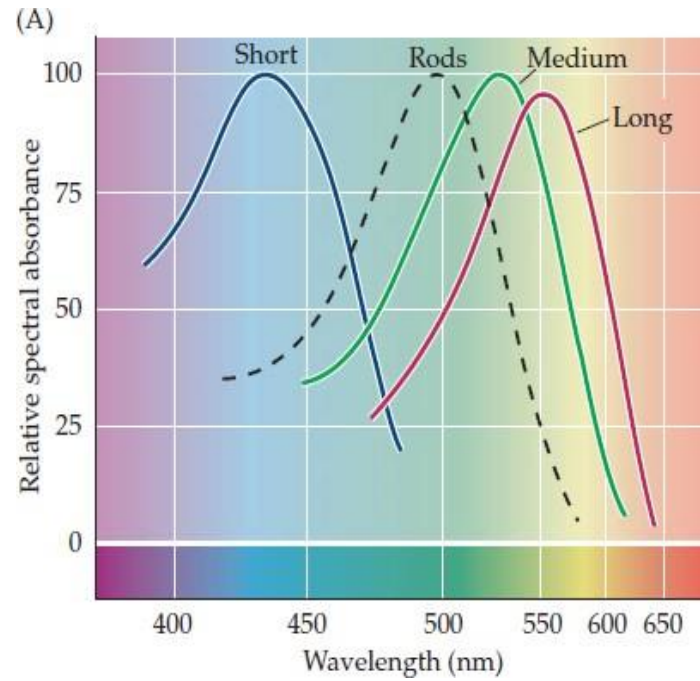 (A)
Short
Rods
Medium
Long
100
75
50
25
0
Relative spectral absorbance
400 450 500 550 600 650
Wavelength (nm)